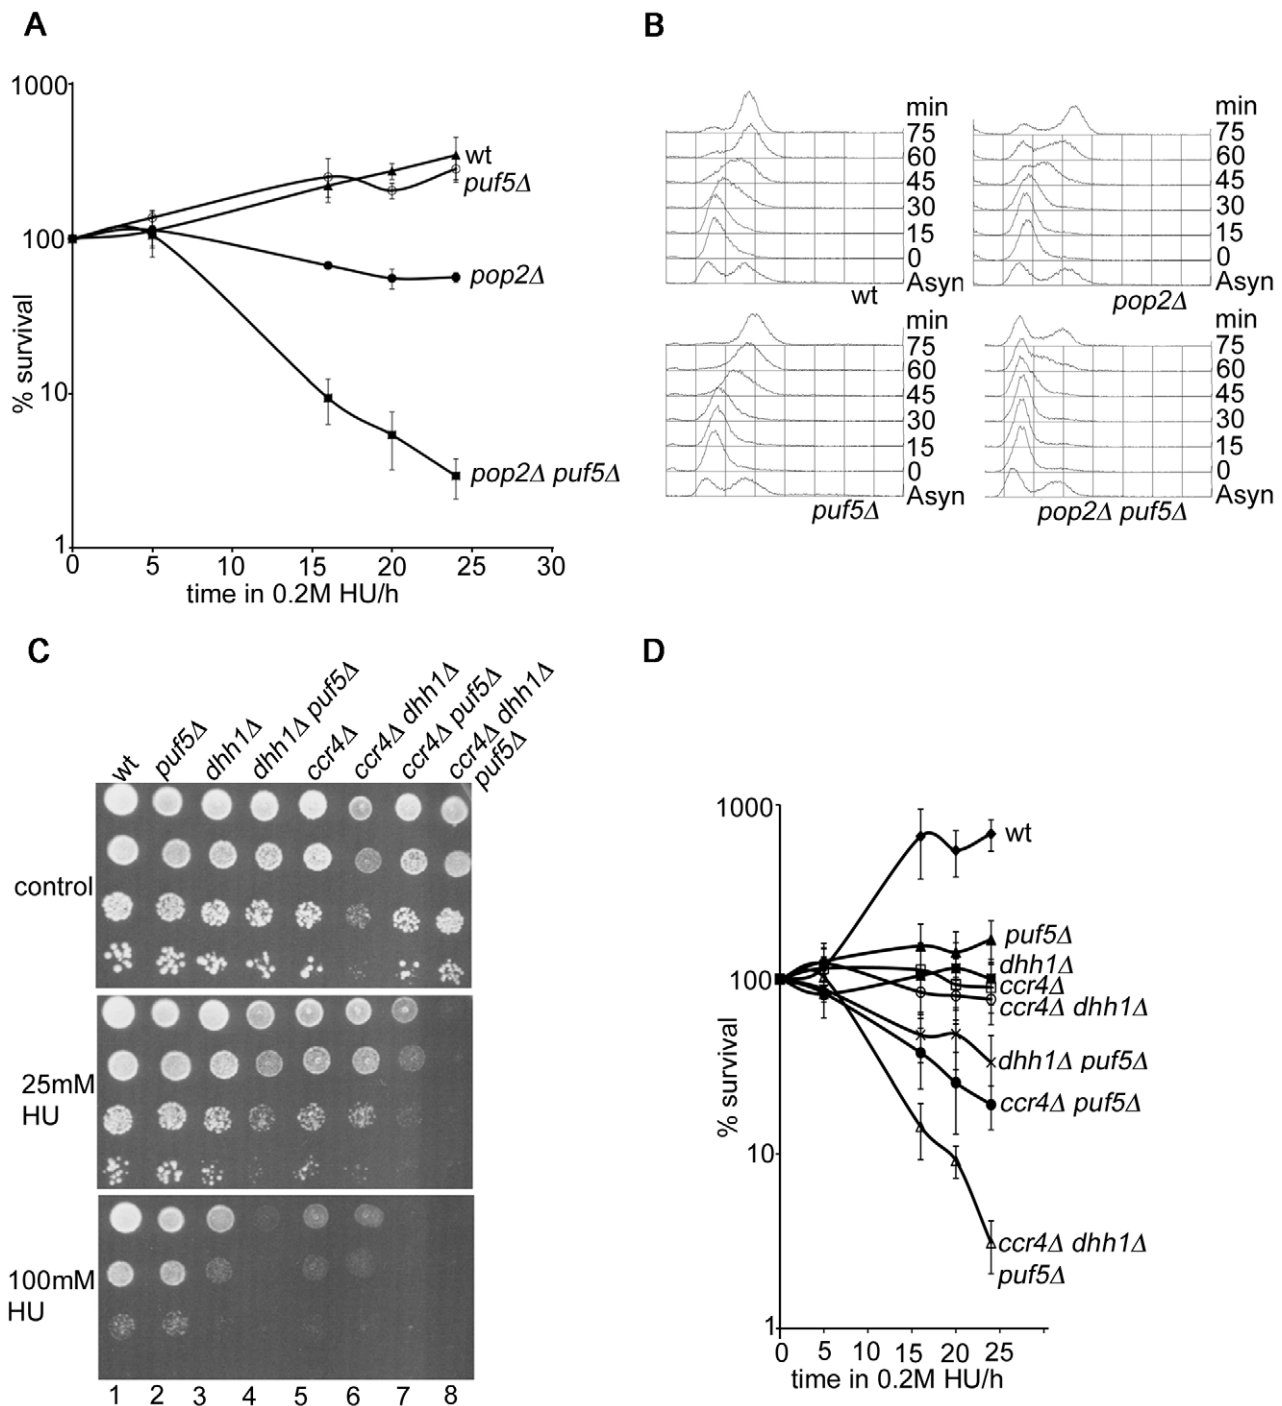 A
1000
100
10
1
% survival
wt
puf5Δ
pop2Δ
pop2Δ puf5Δ
0 5 10 15 20 25 30
time in 0.2M HU/h
B
min
75
60
45
30
15
0
Asyn
wt
min
75
60
45
30
15
0
Asyn
pop2Δ
min
75
60
45
30
15
0
Asyn
puf5Δ
min
75
60
45
30
15
0
Asyn
pop2Δ puf5Δ
C
wt
puf5Δ
dhh1Δ
dhh1Δ puf5Δ
ccr4Δ
ccr4Δ dhh1Δ
ccr4Δ puf5Δ
ccr4Δ dhh1Δ
puf5Δ
control
25mM
HU
100mM
HU
1 2 3 4 5 6 7 8
D
1000
100
10
1
% survival
wt
puf5Δ
dhh1Δ
ccr4Δ
ccr4Δ dhh1Δ
dhh1Δ puf5Δ
ccr4Δ puf5Δ
ccr4Δ dhh1Δ
puf5Δ
0 5 10 15 20 25
time in 0.2M HU/h